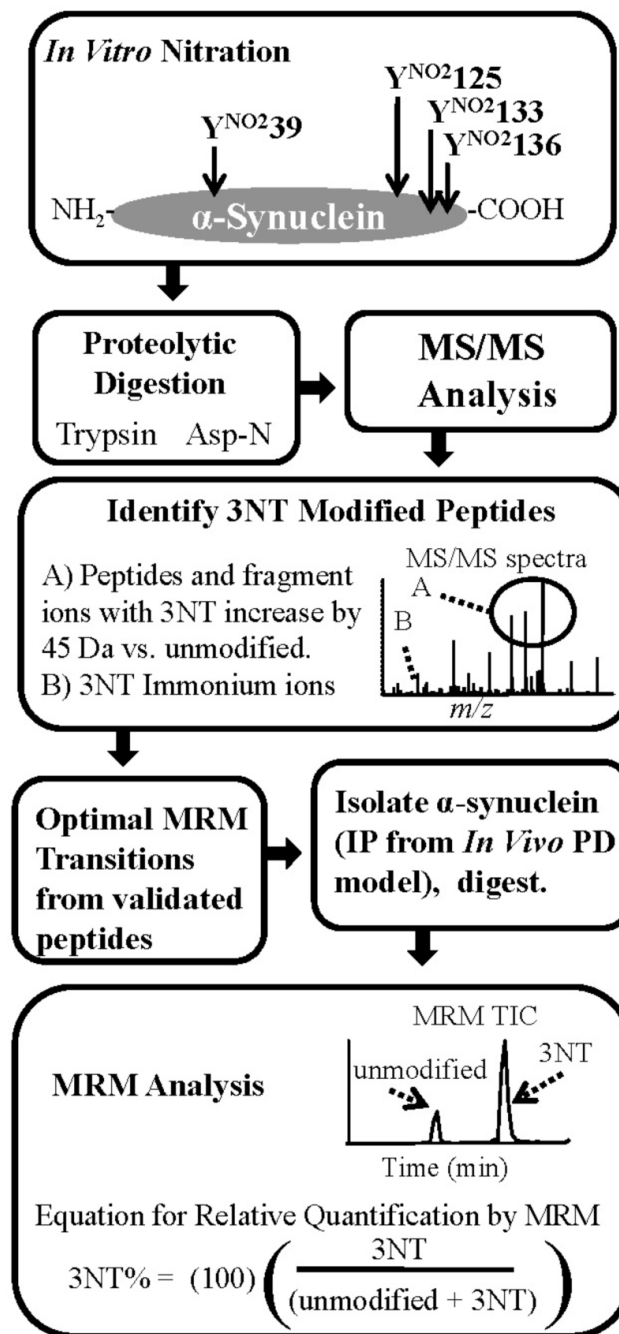 In Vitro Nitration
Y^NO2 125
Y^NO2 133
Y^NO2 39
Y^NO2 136
NH2-
α-Synuclein
-COOH
Proteolytic
Digestion
Trypsin Asp-N
MS/MS
Analysis
Identify 3NT Modified Peptides
A) Peptides and fragment
ions with 3NT increase by
45 Da vs. unmodified.
B) 3NT Immonium ions
MS/MS spectra
A
B
m/z
Optimal MRM
Transitions
from validated
peptides
Isolate α-synuclein
(IP from In Vivo PD
model), digest.
MRM Analysis
MRM TIC
unmodified
3NT
Time (min)
Equation for Relative Quantification by MRM
3NT% = (100) ( 3NT / (unmodified + 3NT) )